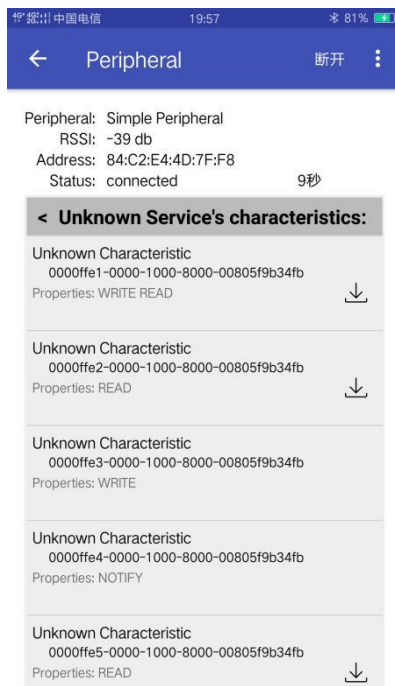 中国电信 19:57 81%
Peripheral 断开
Peripheral: Simple Peripheral
RSSI: -39 db
Address: 84:C2:E4:4D:7F:F8
Status: connected 9秒
< Unknown Service's characteristics:
Unknown Characteristic
0000ffe1-0000-1000-8000-00805f9b34fb
Properties: WRITE READ
Unknown Characteristic
0000ffe2-0000-1000-8000-00805f9b34fb
Properties: READ
Unknown Characteristic
0000ffe3-0000-1000-8000-00805f9b34fb
Properties: WRITE
Unknown Characteristic
0000ffe4-0000-1000-8000-00805f9b34fb
Properties: NOTIFY
Unknown Characteristic
0000ffe5-0000-1000-8000-00805f9b34fb
Properties: READ